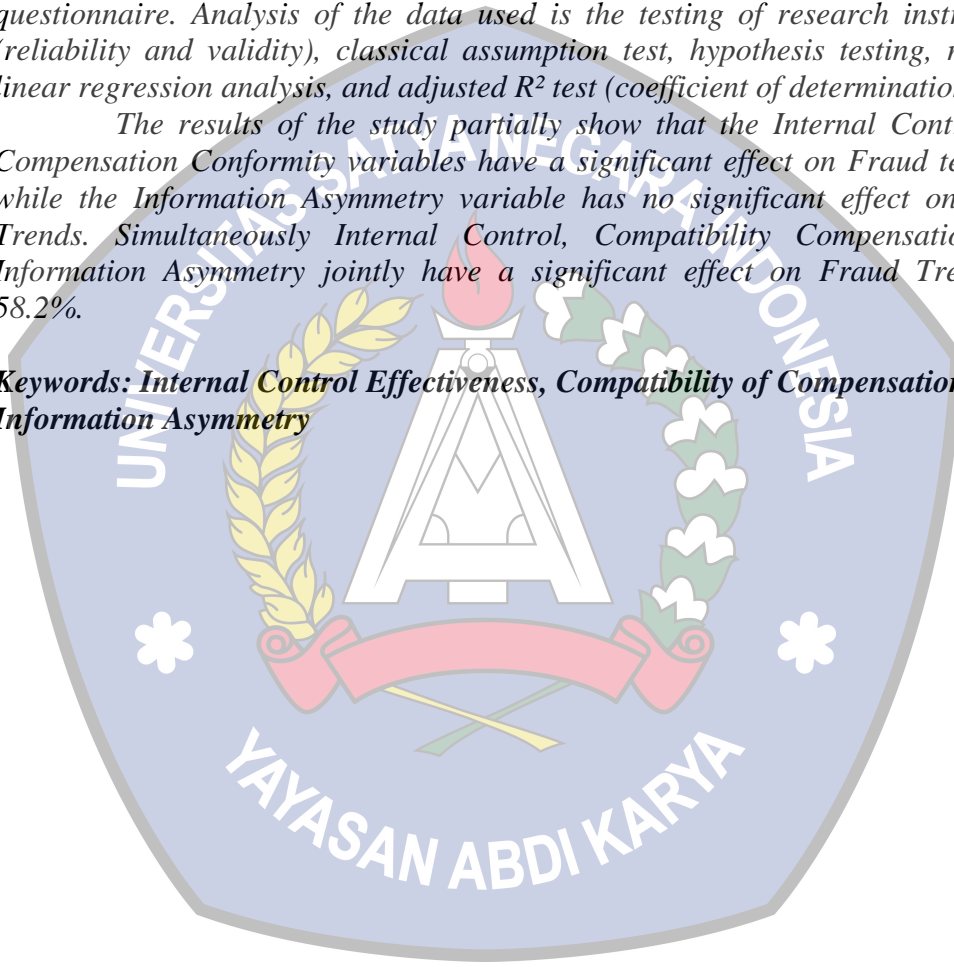 questionnaire. Analysis of the data used is the testing of research inst
(reliability and validity), classical assumption test, hypothesis testing,
linear regression analysis, and adjusted R² test (coefficient of determination
The results of the study partially show that the Internal Cont
Compensation Conformity variables have a significant effect on Fraud te
while the Information Asymmetry variable has no significant effect on
Trends. Simultaneously Internal Control, Compatibility Compensatio
Information Asymmetry jointly have a significant effect on Fraud Tre
58.2%.
Keywords: Internal Control Effectiveness, Compatibility of Compensation
Information Asymmetry
UNIVERSITAS SATYA NEGARA INDONESIA
YAYASAN ABDI KARYA